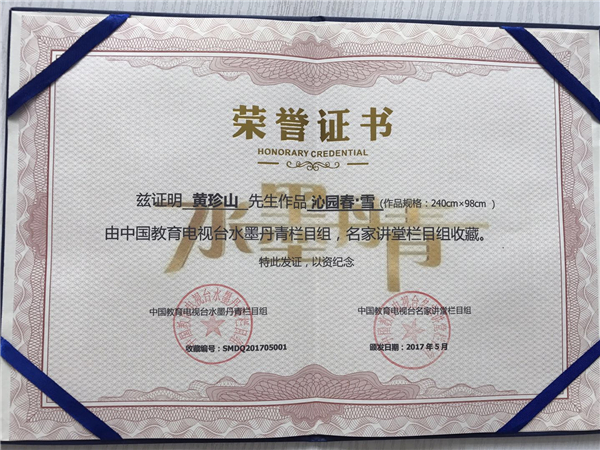 荣誉证书
HONORARY CREDENTIAL
兹证明 黄珍山 先生作品 沁园春·雪 (作品规格:240cm×98cm )
由中国教育电视台水墨丹青栏目组，名家讲堂栏目组收藏。
水墨丹青
特此发证，以资纪念
中国教育电视台水墨丹青栏目组
中国教育电视台名家讲堂栏目组
收藏编号：SMDQ201705001
颁发日期：2017 年 5 月